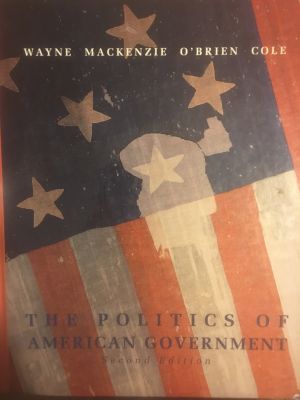 WAYNE MACKENZIE O'BRIEN COLE
THE POLITICS OF
AMERICAN GOVERNMENT
Second Edition